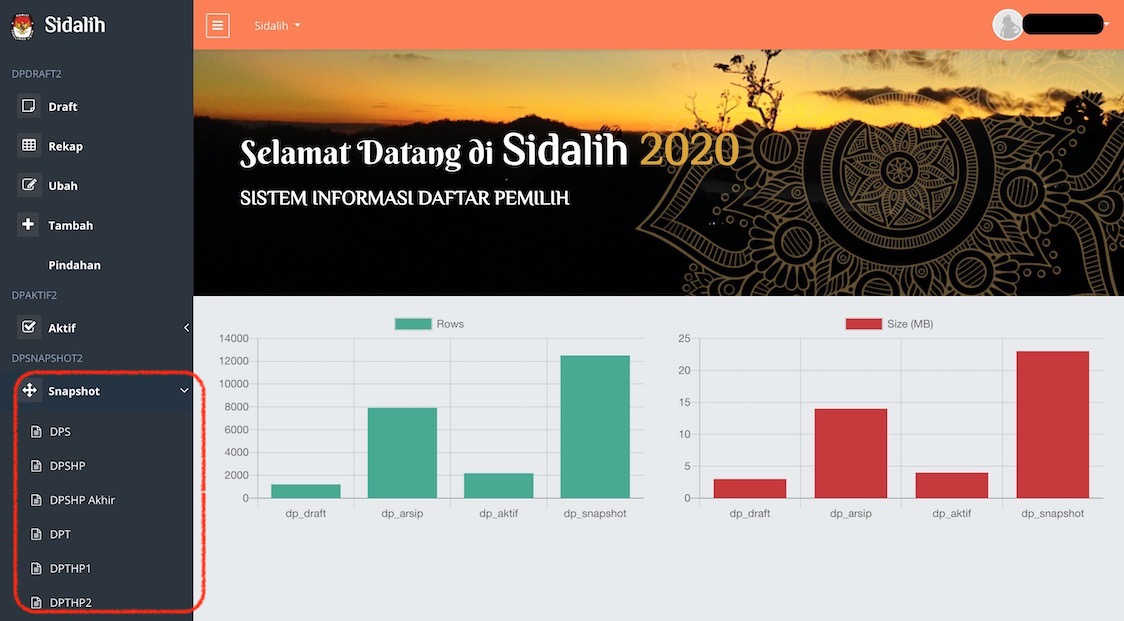 Sidalih
Sidalih
DPDRAFT2
Draft
Rekap
Ubah
Tambah
Pindahan
DPAKTIF2
Aktif
DPSNAPSHOT2
Snapshot
DPS
DPSHP
DPSHP Akhir
DPT
DPTHP1
DPTHP2
Selamat Datang di Sidalih 2020
SISTEM INFORMASI DAFTAR PEMILIH
Rows
14000
12000
10000
8000
6000
4000
2000
0
dp_draft dp_arsip dp_aktif dp_snapshot
Size (MB)
25
20
15
10
5
0
dp_draft dp_arsip dp_aktif dp_snapshot